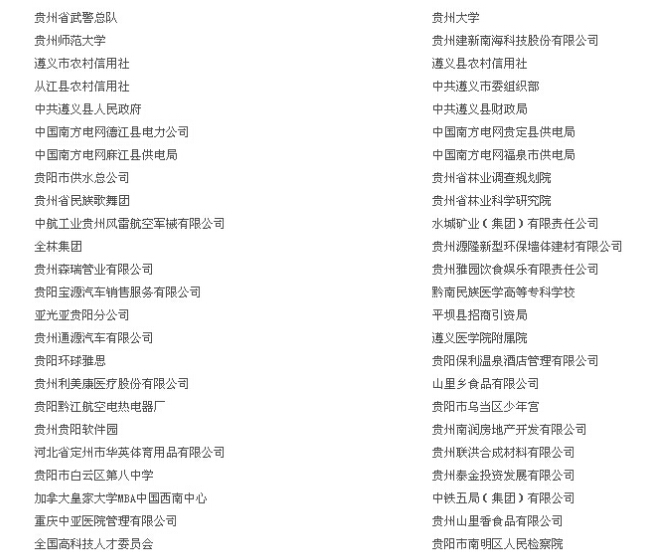 贵州省武警总队 贵州大学
贵州师范大学 贵州建新南海科技股份有限公司
遵义市农村信用社 遵义县农村信用社
从江县农村信用社 中共遵义市委组织部
中共遵义县人民政府 中共遵义县财政局
中国南方电网德江县电力公司 中国南方电网贵定县供电局
中国南方电网麻江县供电局 中国南方电网福泉市供电局
贵阳市供水总公司 贵州省林业调查规划院
贵州省民族歌舞团 贵州省林业科学研究院
中航工业贵州风雷航空军械有限公司 水城矿业(集团)有限责任公司
全林集团 贵州源隆新型环保墙体建材有限公司
贵州森瑞管业有限公司 贵州雅园饮食娱乐有限责任公司
贵阳宝源汽车销售服务有限公司 黔南民族医学高等专科学校
亚光亚贵阳分公司 平坝县招商引资局
贵州通源汽车有限公司 遵义医学院附属院
贵阳环球雅思 贵阳保利温泉酒店管理有限公司
贵州利美康医疗股份有限公司 山里乡食品有限公司
贵阳黔江航空电热电器厂 贵阳市乌当区少年宫
贵州贵阳软件园 贵州南润房地产开发有限公司
河北省定州市华英体育用品有限公司 贵州联洪合成材料有限公司
贵阳市白云区第八中学 贵州泰金投资发展有限公司
加拿大皇家大学MBA中国西南中心 中铁五局(集团)有限公司
重庆中亚医院管理有限公司 贵州山里香食品有限公司
全国高科技人才委员会 贵阳市南明区人民检察院